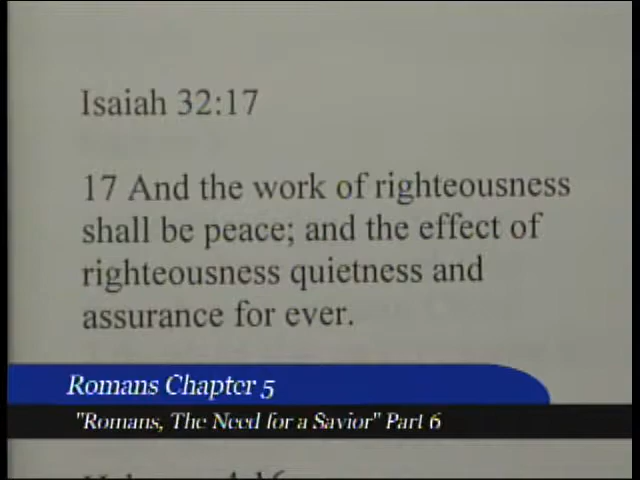 Isaiah 32:17
17 And the work of righteousness
shall be peace; and the effect of
righteousness quietness and
assurance for ever.
Romans Chapter 5
"Romans, The Need for a Savior" Part 6